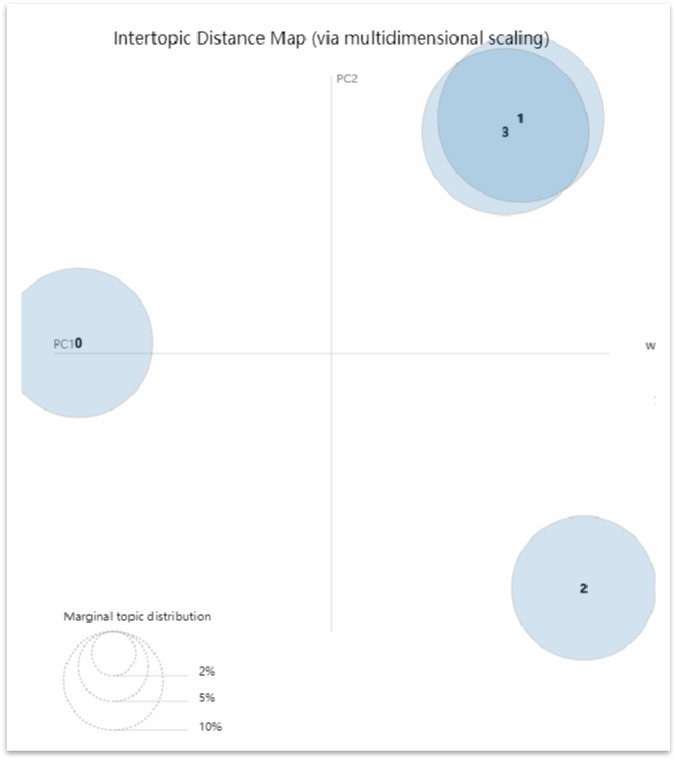 Intertopic Distance Map (via multidimensional scaling)
PC2
1
3
PC1
0
w
2
Marginal topic distribution
2%
5%
10%